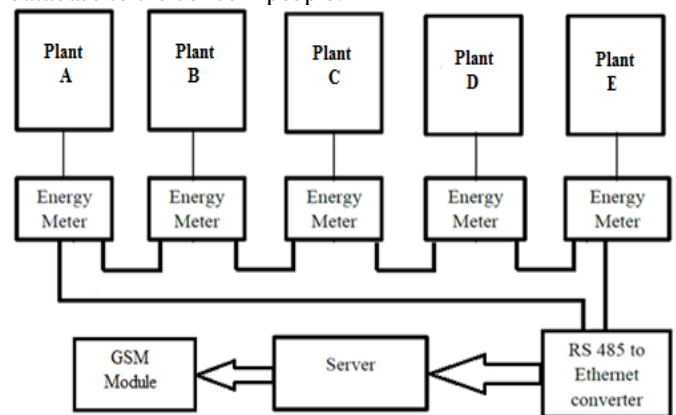 Plant
A
Plant
B
Plant
C
Plant
D
Plant
E
Energy
Meter
Energy
Meter
Energy
Meter
Energy
Meter
Energy
Meter
GSM
Module
Server
RS 485 to
Ethernet
converter